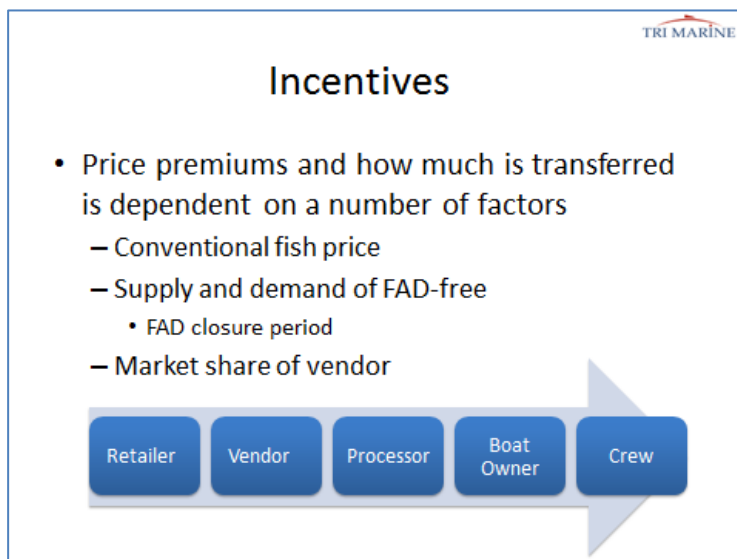 TRI MARINE
Incentives
• Price premiums and how much is transferred
is dependent on a number of factors
– Conventional fish price
– Supply and demand of FAD-free
• FAD closure period
– Market share of vendor
Retailer
Vendor
Processor
Boat
Owner
Crew